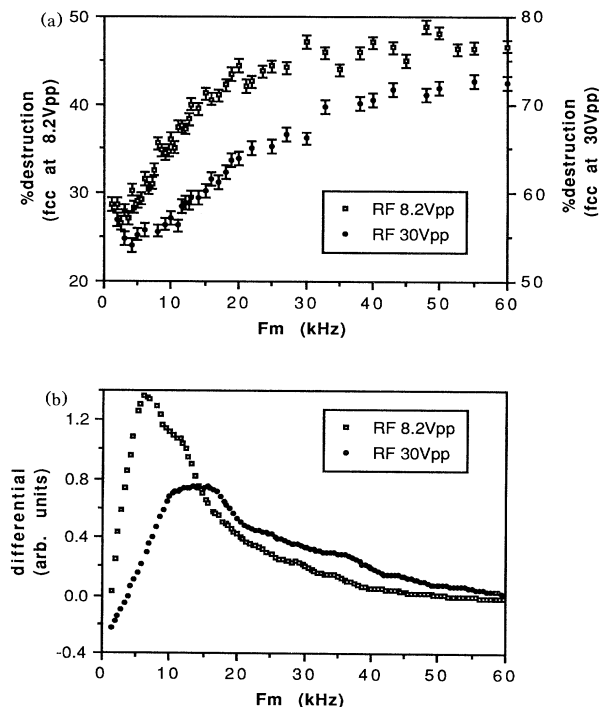 (a)
50
40
30
20
%destruction
(fcc at 8.2Vpp)
80
70
60
50
%destruction
(fcc at 30Vpp)
RF 8.2Vpp
RF 30Vpp
0 10 20 30 40 50 60
Fm (kHz)
(b)
1.2
0.8
0.4
0.0
-0.4
differential
(arb. units)
RF 8.2Vpp
RF 30Vpp
0 10 20 30 40 50 60
Fm (kHz)